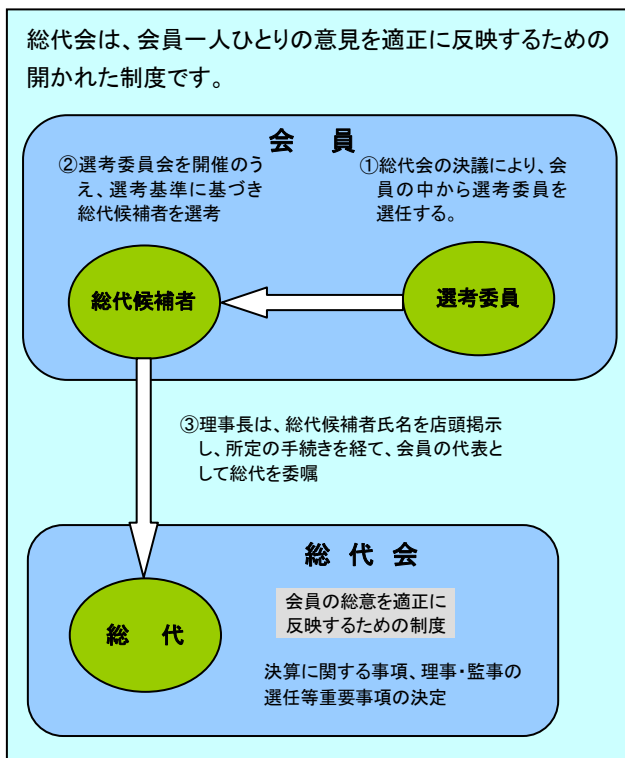 総代会は、会員一人ひとりの意見を適正に反映するための
開かれた制度です。
会 員
②選考委員会を開催のう
え、選考基準に基づき
総代候補者を選考
①総代会の決議により、会
員の中から選考委員を
選任する。
総代候補者
選考委員
③理事長は、総代候補者氏名を店頭掲示
し、所定の手続きを経て、会員の代表と
して総代を委嘱
総 代 会
会員の総意を適正に
反映するための制度
総 代
決算に関する事項、理事・監事の
選任等重要事項の決定